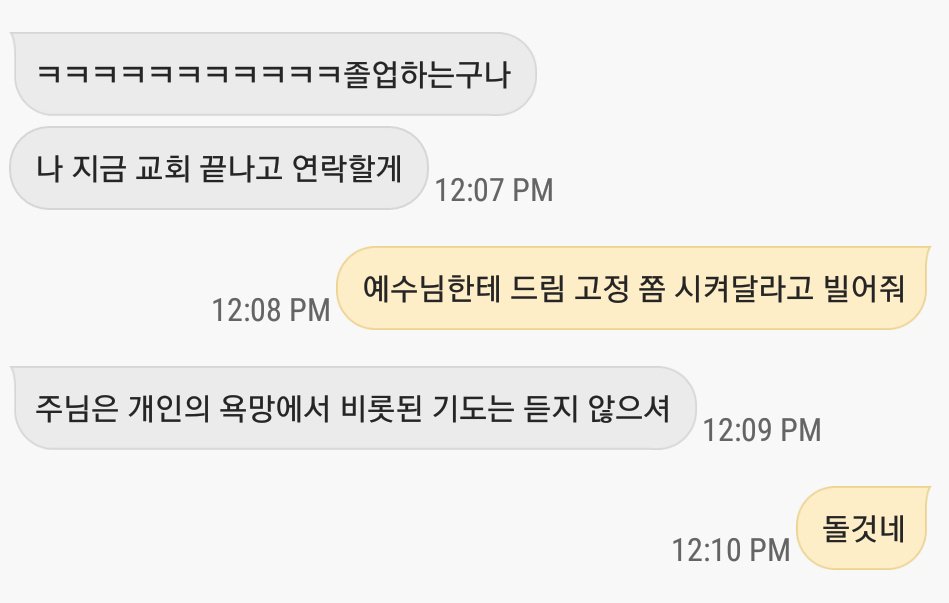 ㅋㅋㅋㅋㅋㅋㅋㅋㅋㅋㅋ졸업하는구나
나 지금 교회 끝나고 연락할게
12:07 PM
예수님한테 드림 고정 쫌 시켜달라고 빌어줘
12:08 PM
주님은 개인의 욕망에서 비롯된 기도는 듣지 않으셔
12:09 PM
돌것네
12:10 PM